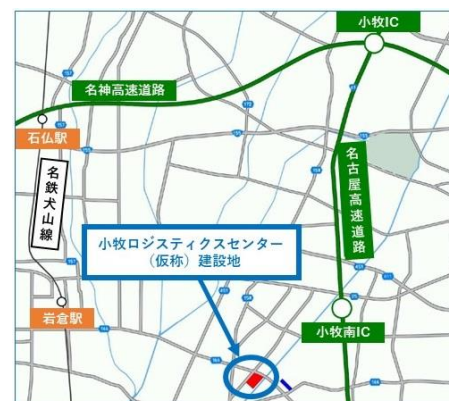 小牧IC
名神高速道路
石仏駅
名鉄犬山線
名古屋高速道路
小牧ロジスティクスセンター
（仮称）建設地
岩倉駅
小牧南IC